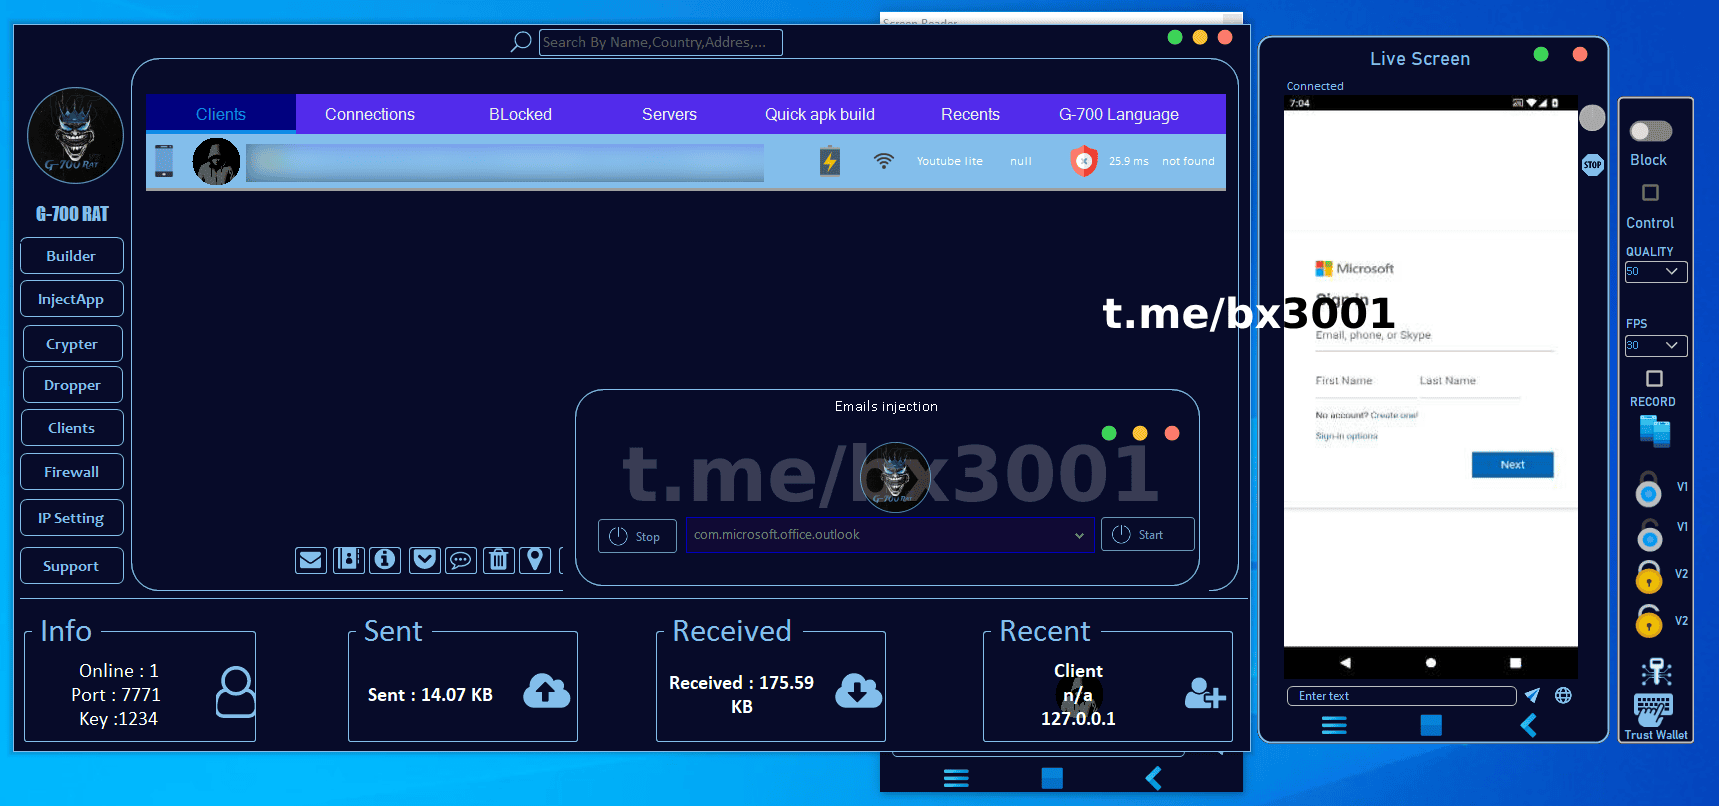 Screen Reader
Search By Name,Country,Addres,...
G-700 RAT
G-700 RAT
Builder
InjectApp
Crypter
Dropper
Clients
Firewall
IP Setting
Support
Clients
Connections
BLocked
Servers
Quick apk build
Recents
G-700 Language
Youtube lite
null
25.9 ms
not found
Emails injection
t.me/bx3001
G-700 RAT
Stop
com.microsoft.office.outlook
Start
Info
Online : 1
Port : 7771
Key :1234
Sent
Sent : 14.07 KB
Received
Received : 175.59
KB
Recent
Client
n/a
127.0.0.1
Live Screen
Connected
7:04
STOP
Microsoft
Sign in
t.me/bx3001
Email, phone, or Skype
First Name
Last Name
No account? Create one!
Sign-in options
Next
Enter text
Block
Control
QUALITY
50
FPS
30
RECORD
V1
V1
V2
V2
Trust Wallet